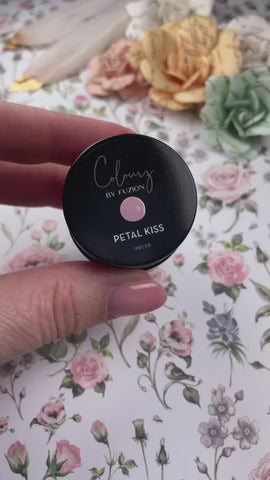 Colourz
BY FUZION
PETAL KISS
UV/LED